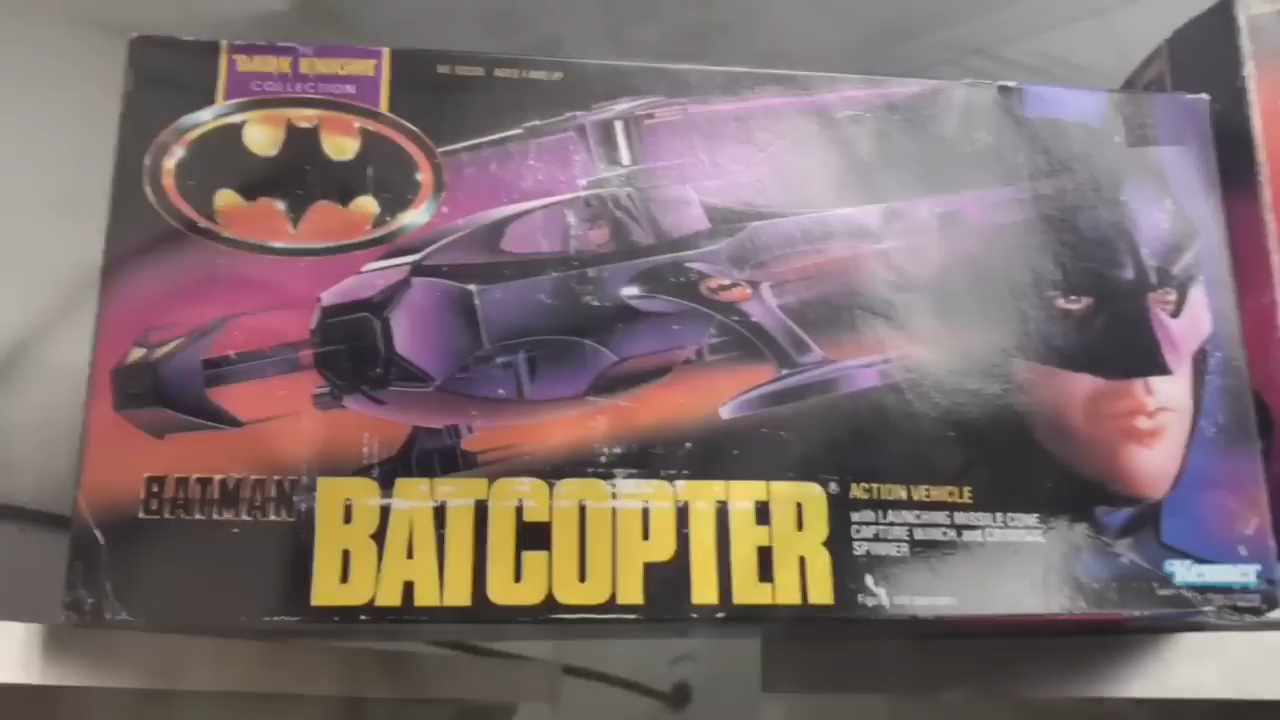 DARK KNIGHT
COLLECTION
AGES 4 AND UP
BATMAN
BATCOPTER®
ACTION VEHICLE
with LAUNCHING MISSILE CONE,
CAPTURE WINCH, and
SPINNER
Kenner